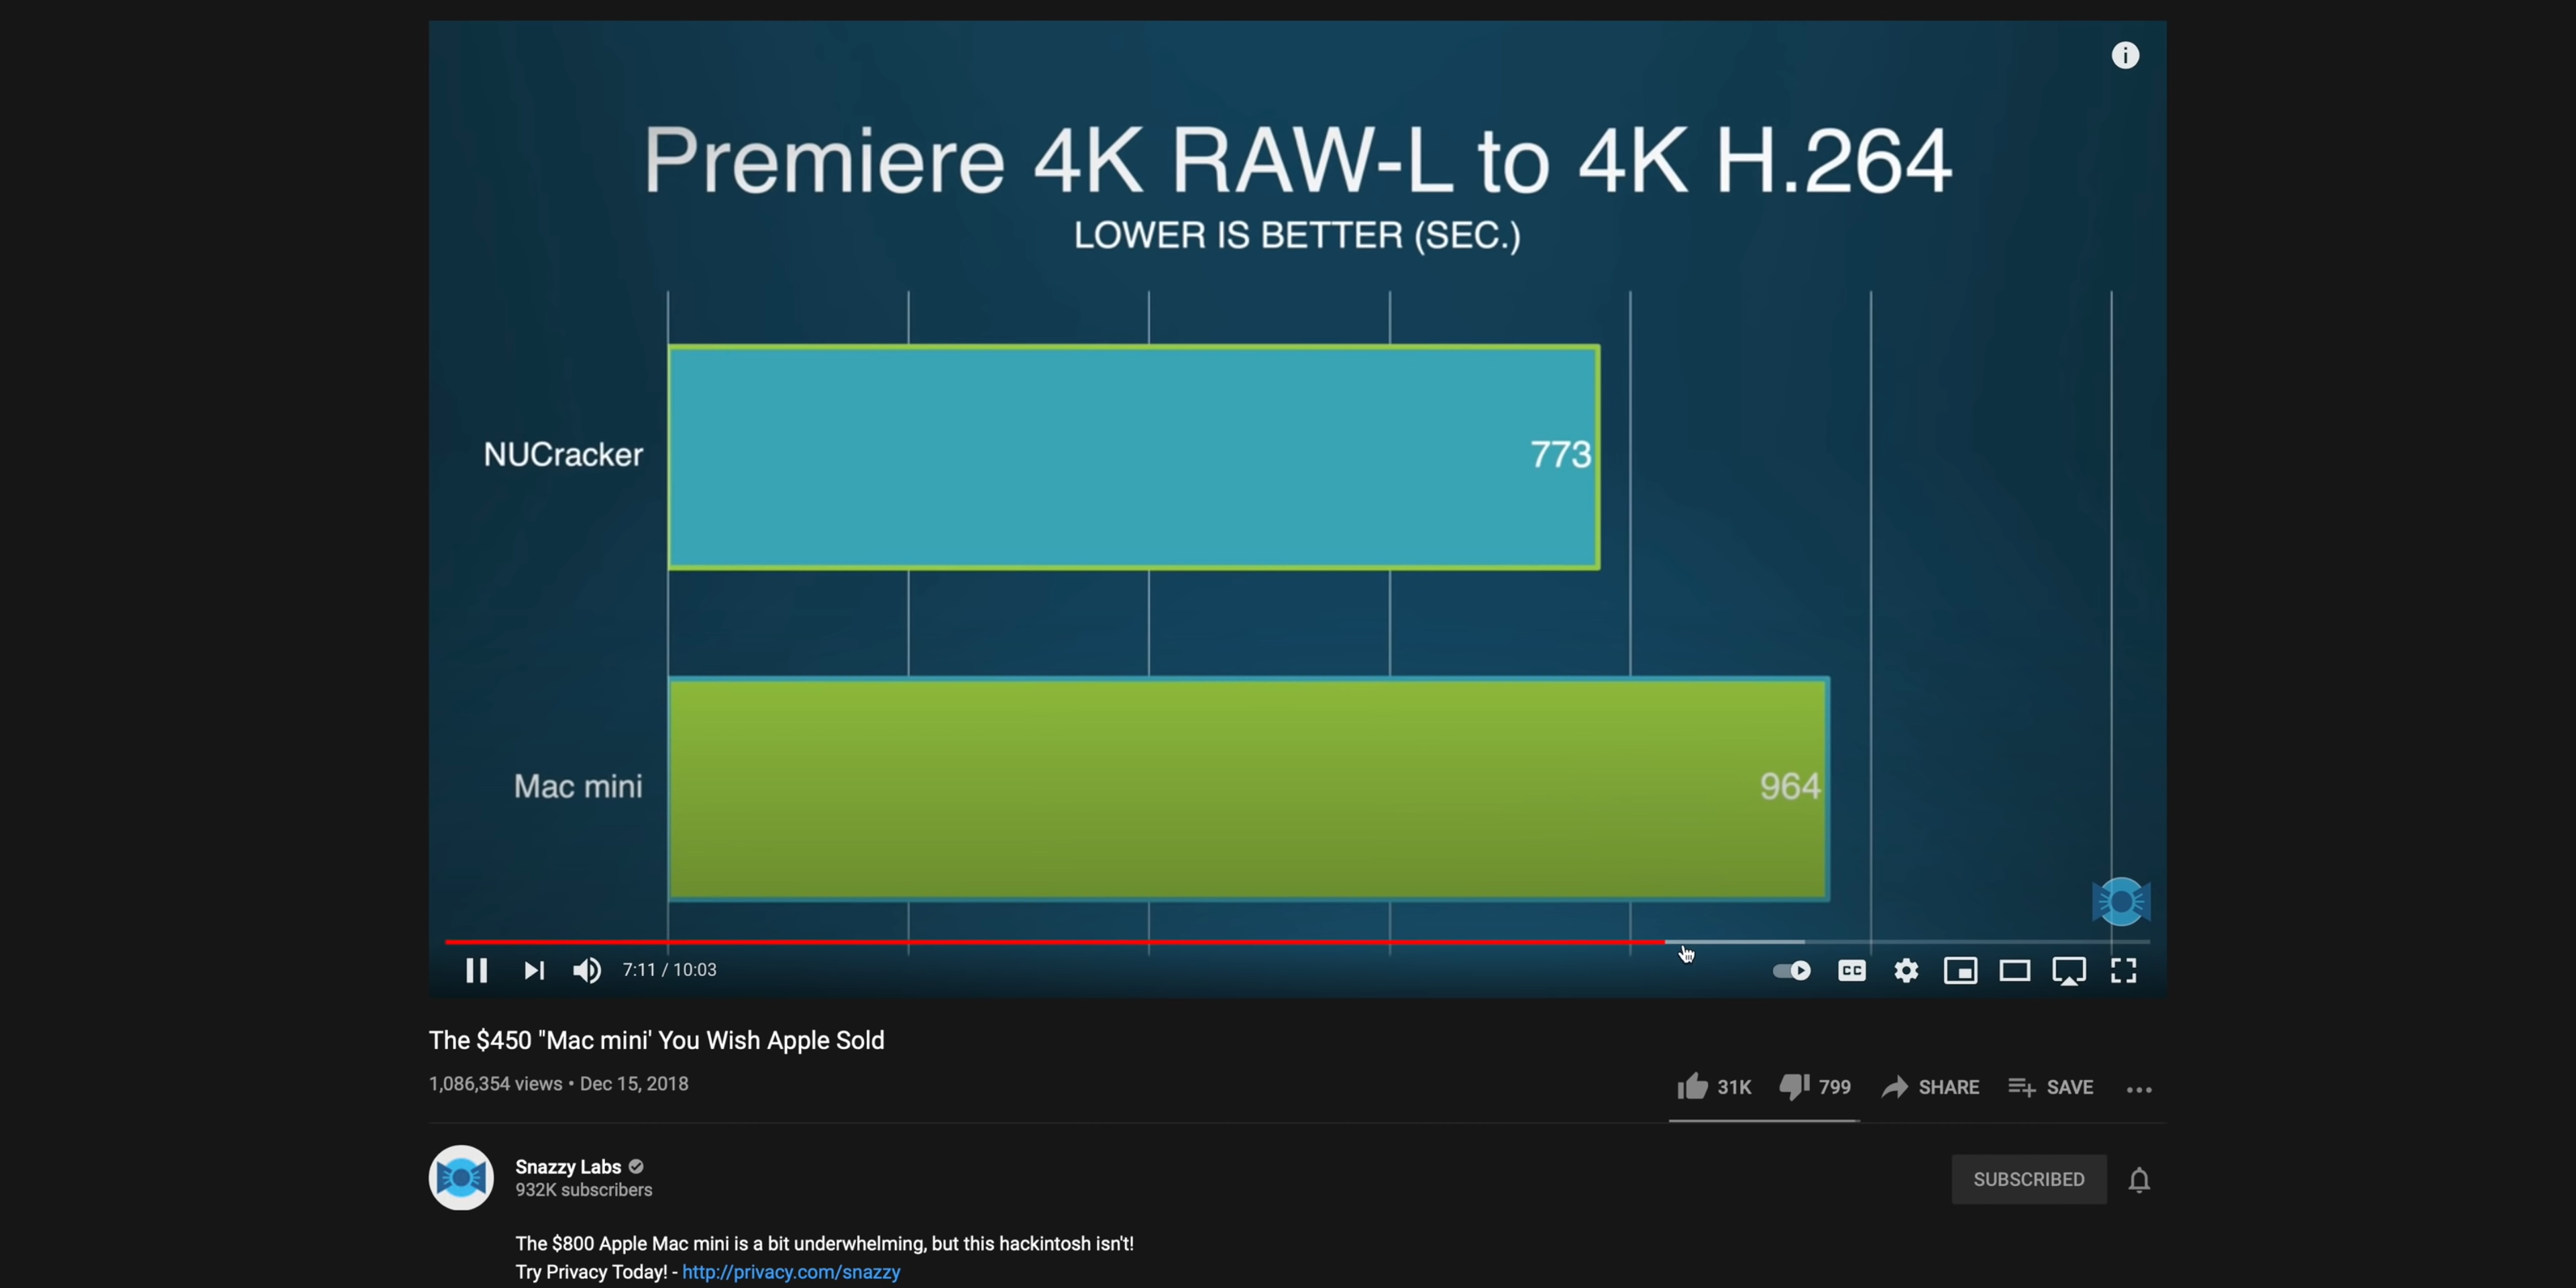 Premiere 4K RAW-L to 4K H.264
LOWER IS BETTER (SEC.)
NUCracker
773
Mac mini
964
7:11 / 10:03
CC
The $450 "Mac mini' You Wish Apple Sold
1,086,354 views • Dec 15, 2018
31K
799
SHARE
SAVE
Snazzy Labs
932K subscribers
SUBSCRIBED
The $800 Apple Mac mini is a bit underwhelming, but this hackintosh isn't!
Try Privacy Today! - http://privacy.com/snazzy